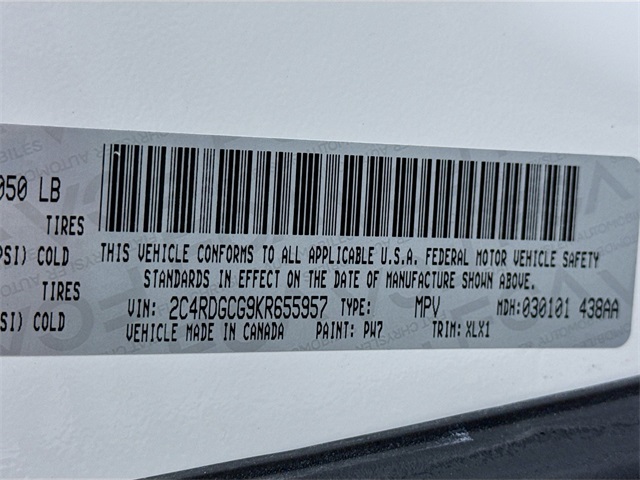 050 LB
TIRES
PSI) COLD
TIRES
SI) COLD
THIS VEHICLE CONFORMS TO ALL APPLICABLE U.S.A. FEDERAL MOTOR VEHICLE SAFETY
STANDARDS IN EFFECT ON THE DATE OF MANUFACTURE SHOWN ABOVE.
VIN: 2C4RDGCG9KR655957 TYPE: MPV MDH:030101 438AA
VEHICLE MADE IN CANADA PAINT: PW7 TRIM: XLX1